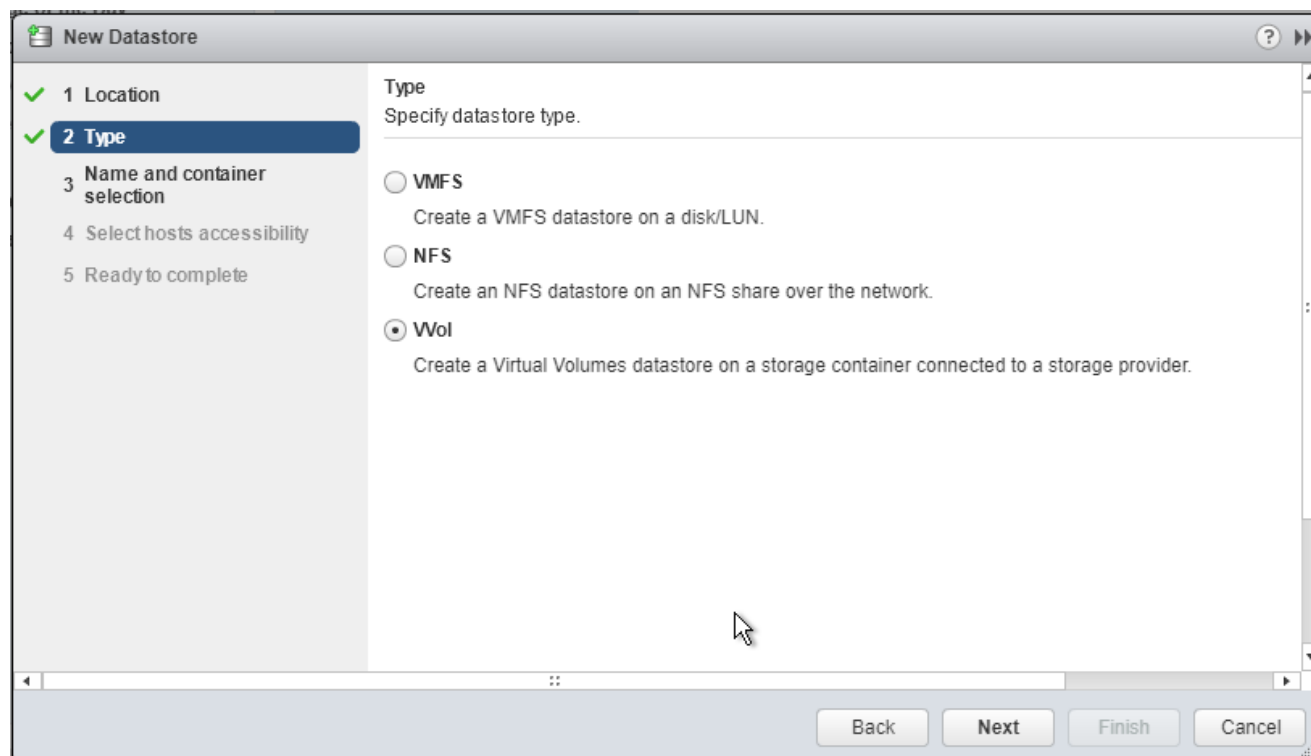 New Datastore
?
1 Location
2 Type
3 Name and container
selection
4 Select hosts accessibility
5 Ready to complete
Type
Specify datastore type.
VMFS
Create a VMFS datastore on a disk/LUN.
NFS
Create an NFS datastore on an NFS share over the network.
VVol
Create a Virtual Volumes datastore on a storage container connected to a storage provider.
Back Next Finish Cancel